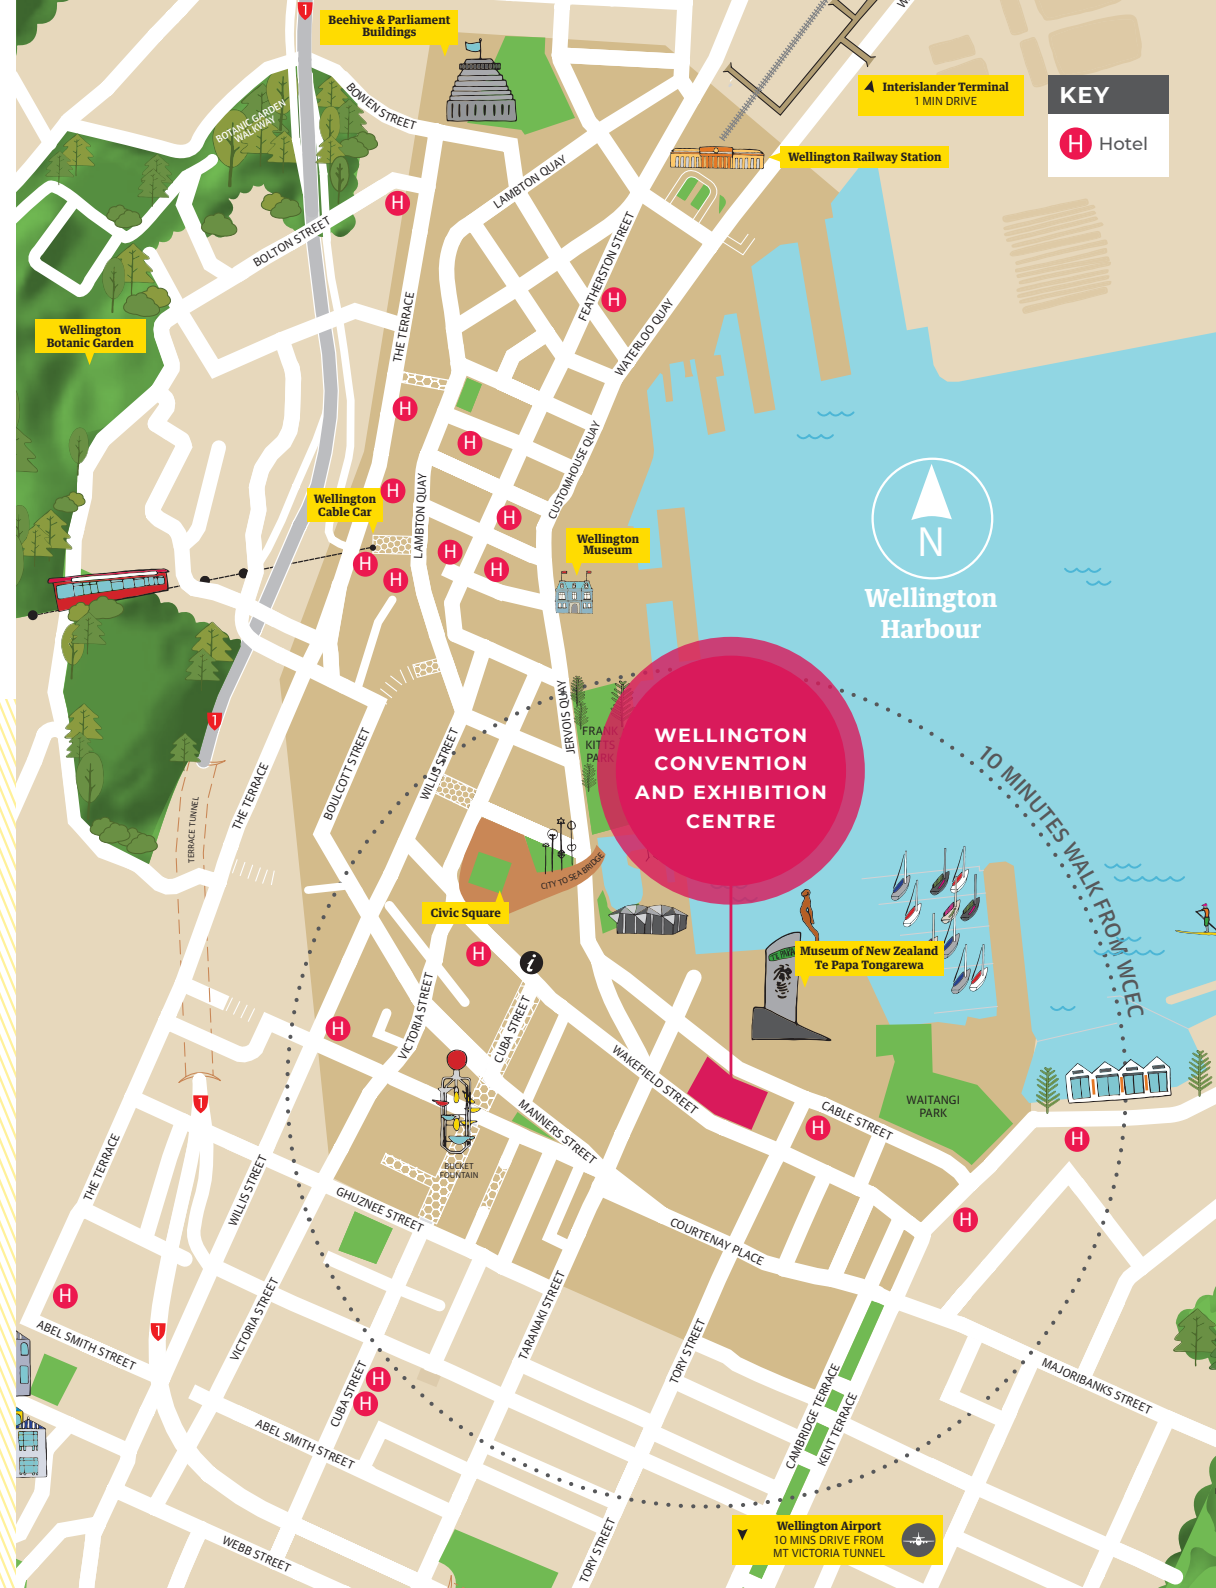 1
Beehive & Parliament
Buildings
Interislander Terminal
1 MIN DRIVE
KEY
H Hotel
BOTANIC GARDEN
WALKWAY
BOWEN STREET
Wellington Railway Station
LAMBTON QUAY
H
BOLTON STREET
FEATHERSTON STREET
H
THE TERRACE
WATERLOO QUAY
Wellington
Botanic Garden
H
H
CUSTOMHOUSE QUAY
Wellington
Cable Car
H
LAMBTON QUAY
H
N
Wellington
Harbour
Wellington
Museum
H
H
H
H
JERVOIS QUAY
FRANK
KITTS
PARK
WELLINGTON
CONVENTION
AND EXHIBITION
CENTRE
10 MINUTES WALK FROM WCEC
1
THE TERRACE
BOULCOTT STREET
WILLIS STREET
TERRACE TUNNEL
CITY TO SEA BRIDGE
Civic Square
H
i
TE PAPA
Museum of New Zealand
Te Papa Tongarewa
H
VICTORIA STREET
CUBA STREET
WAKEFIELD STREET
MANNERS STREET
CABLE STREET
WAITANGI
PARK
H
H
1
BUCKET
FOUNTAIN
THE TERRACE
WILLIS STREET
GHUZNEE STREET
COURTENAY PLACE
H
H
ABEL SMITH STREET
1
VICTORIA STREET
TARANAKI STREET
TORY STREET
CUBA STREET
H
H
CAMBRIDGE TERRACE
KENT TERRACE
MAJORIBANKS STREET
ABEL SMITH STREET
WEBB STREET
TORY STREET
Wellington Airport
10 MINS DRIVE FROM
MT VICTORIA TUNNEL